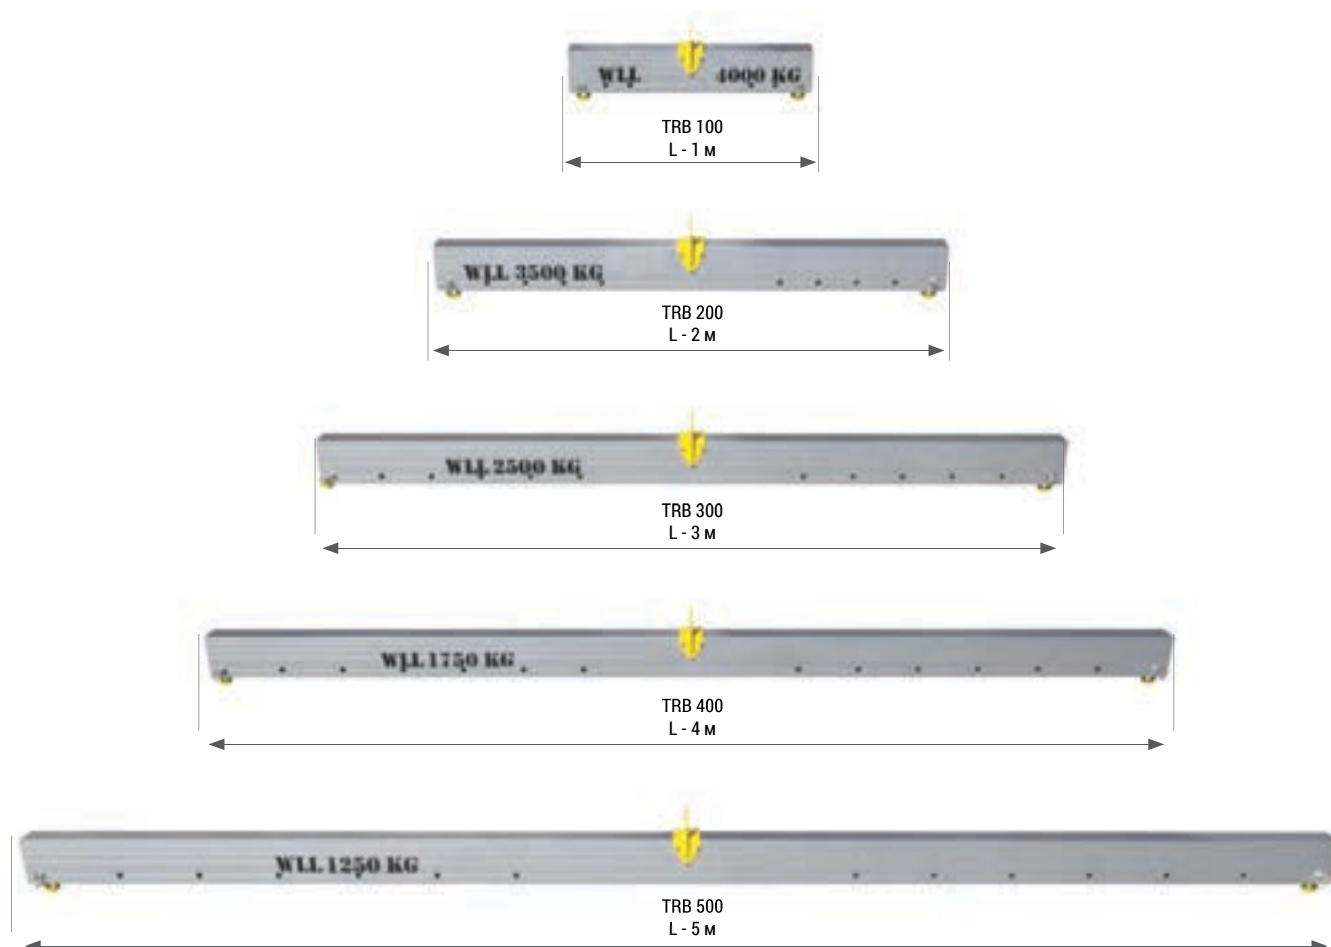 WLL 4000 KG
TRB 100
L - 1 м
WLL 3500 KG
TRB 200
L - 2 м
WLL 2500 KG
TRB 300
L - 3 м
WLL 1750 KG
TRB 400
L - 4 м
WLL 1250 KG
TRB 500
L - 5 м